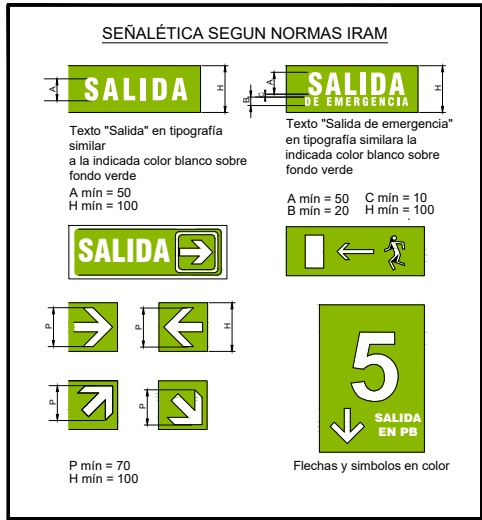 SEÑALÉTICA SEGUN NORMAS IRAM
A
SALIDA
H
A
C
B
SALIDA
DE EMERGENCIA
H
Texto "Salida" en tipografía
similar
a la indicada color blanco sobre
fondo verde
A mín = 50
H mín = 100
Texto "Salida de emergencia"
en tipografía similara la
indicada color blanco sobre
fondo verde
A mín = 50 C mín = 10
B mín = 20 H mín = 100
SALIDA
P
P
H
P
P
P mín = 70
H mín = 100
5
SALIDA
EN PB
Flechas y simbolos en color